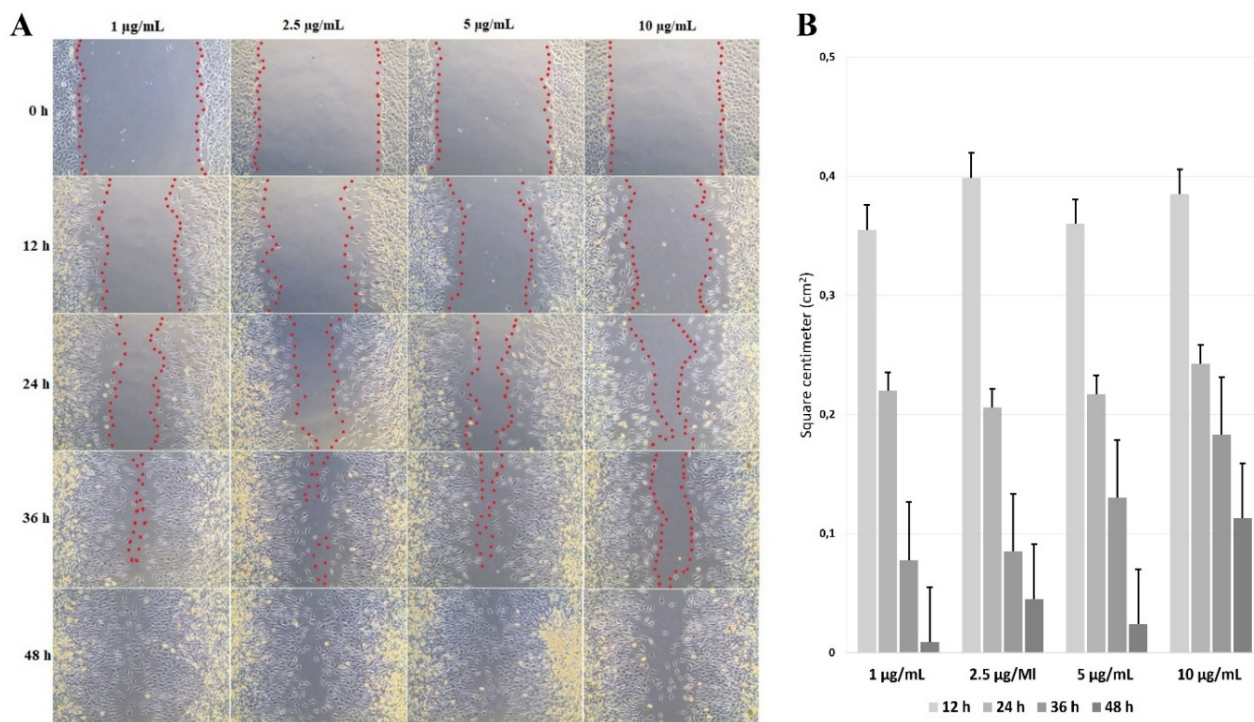 A
1 µg/mL 2.5 µg/mL 5 µg/mL 10 µg/mL
0 h
12 h
24 h
36 h
48 h
B
0,5
0,4
0,3
0,2
0,1
0
Square centimeter (cm²)
1 µg/mL 2.5 µg/Ml 5 µg/mL 10 µg/mL
12 h 24 h 36 h 48 h